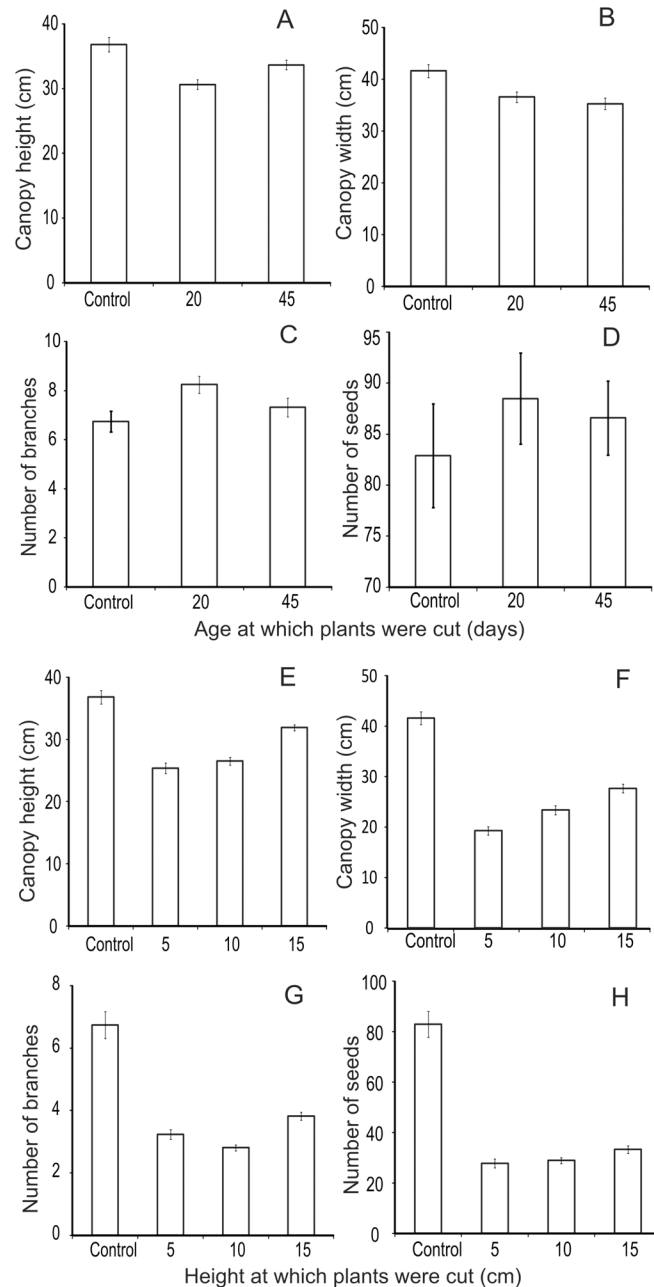 A
Canopy height (cm)
40
30
20
10
0
Control 20 45
B
Canopy width (cm)
50
40
30
20
10
0
Control 20 45
C
Number of branches
10
8
6
4
2
0
Control 20 45
D
Number of seeds
95
90
85
80
75
70
Control 20 45
Age at which plants were cut (days)
E
Canopy height (cm)
40
30
20
10
0
Control 5 10 15
F
Canopy width (cm)
50
40
30
20
10
0
Control 5 10 15
G
Number of branches
8
6
4
2
0
Control 5 10 15
H
Number of seeds
100
80
60
40
20
0
Control 5 10 15
Height at which plants were cut (cm)